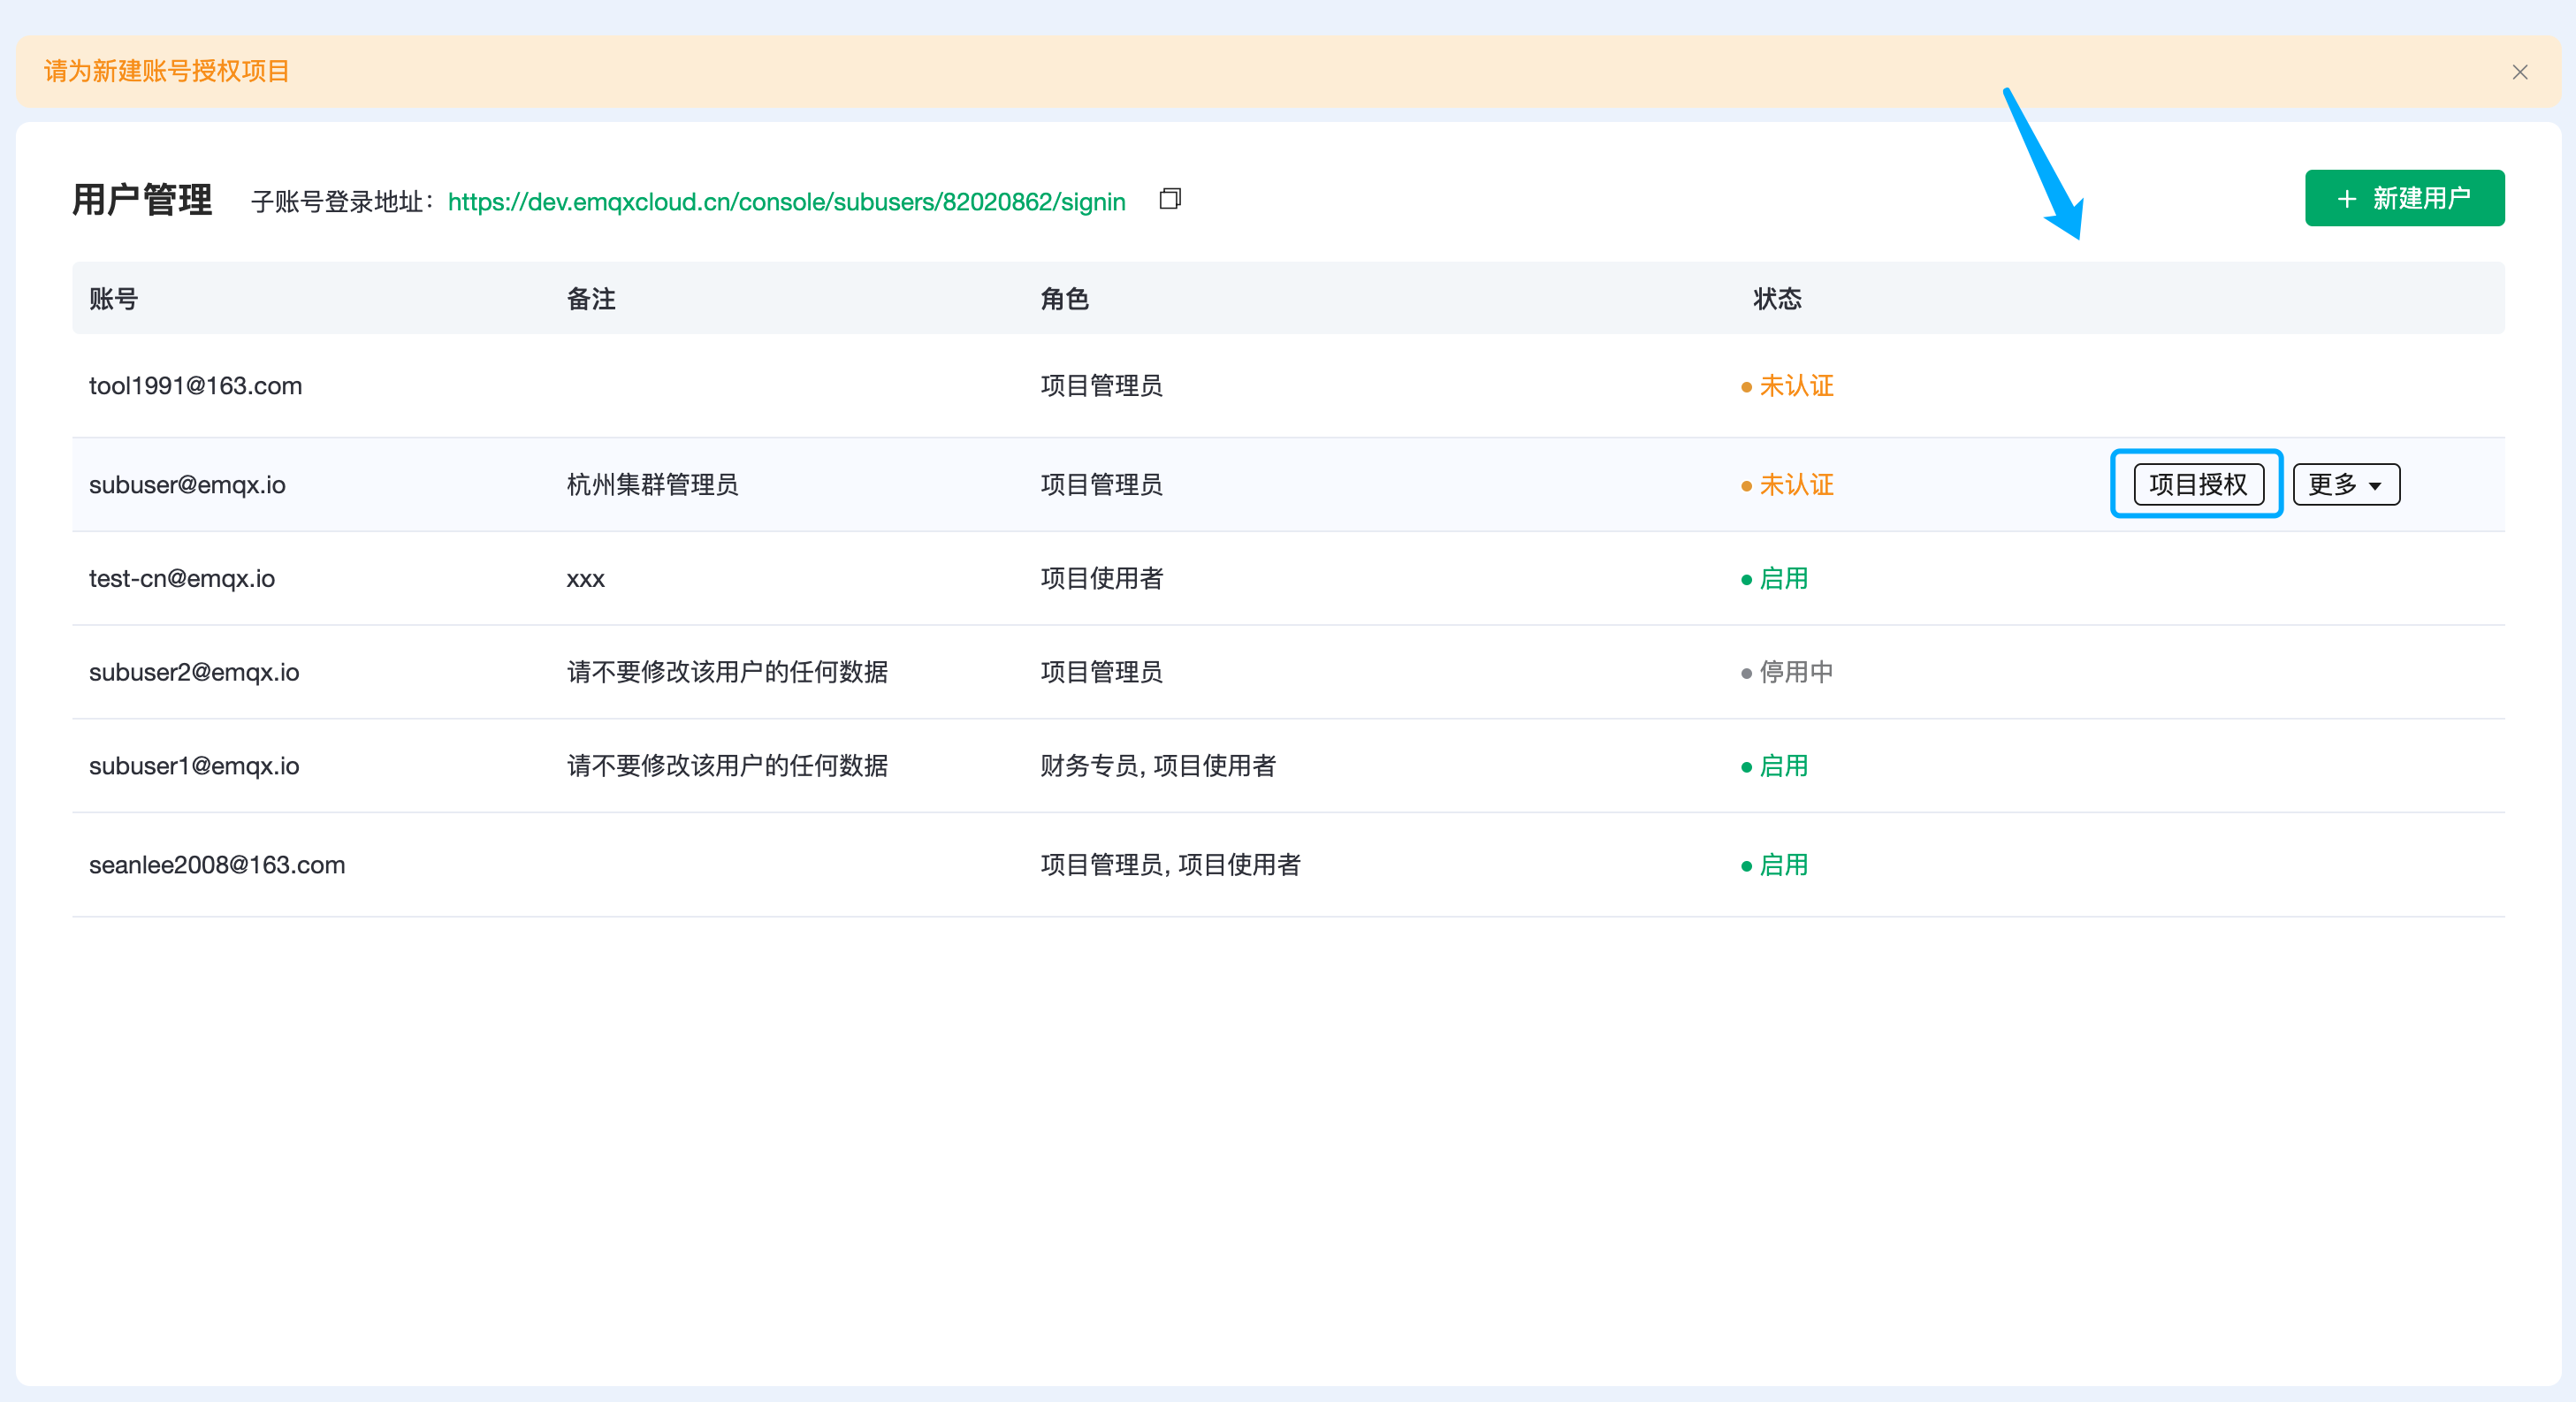 请为新建账号授权项目
用户管理 子账号登录地址： https://dev.emqxcloud.cn/console/subusers/82020862/signin
新建用户
账号 备注 角色 状态
tool1991@163.com 项目管理员 未认证
subuser@emqx.io 杭州集群管理员 项目管理员 未认证 项目授权 更多
test-cn@emqx.io xxx 项目使用者 启用
subuser2@emqx.io 请不要修改该用户的任何数据 项目管理员 停用中
subuser1@emqx.io 请不要修改该用户的任何数据 财务专员, 项目使用者 启用
seanlee2008@163.com 项目管理员, 项目使用者 启用